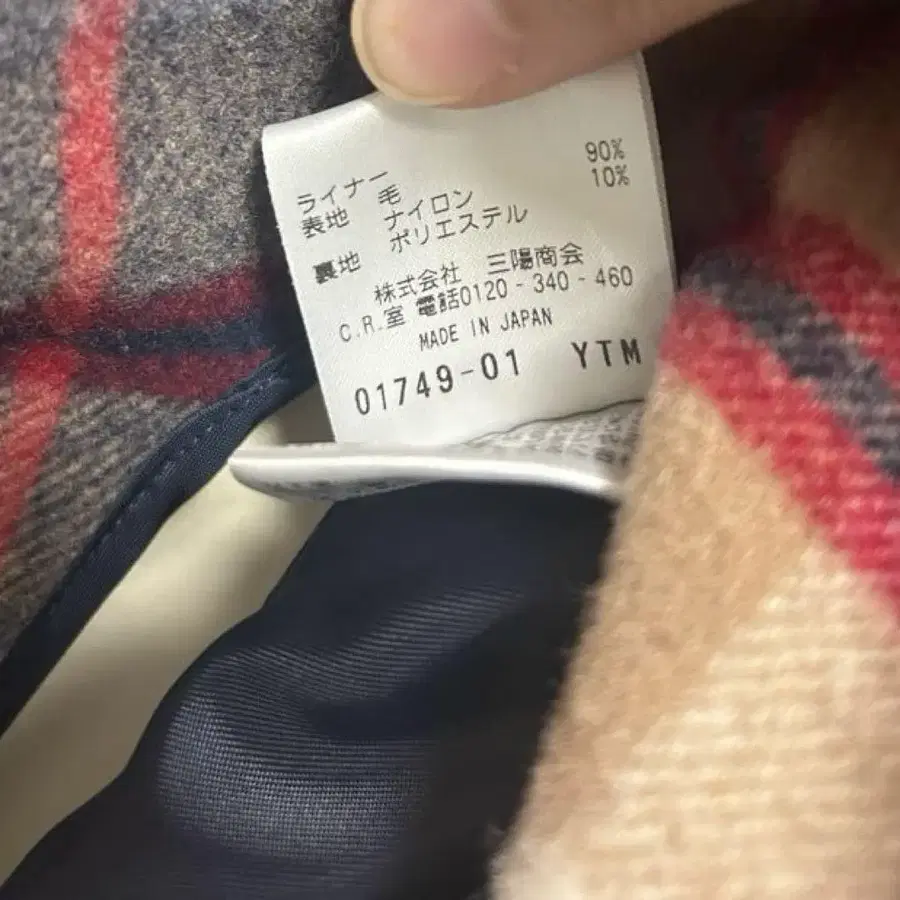 ライナー
表地 毛 90%
ナイロン 10%
裏地 ポリエステル
株式会社 三陽商会
C.R.室 電話0120-340-460
MADE IN JAPAN
01749-01 YTM